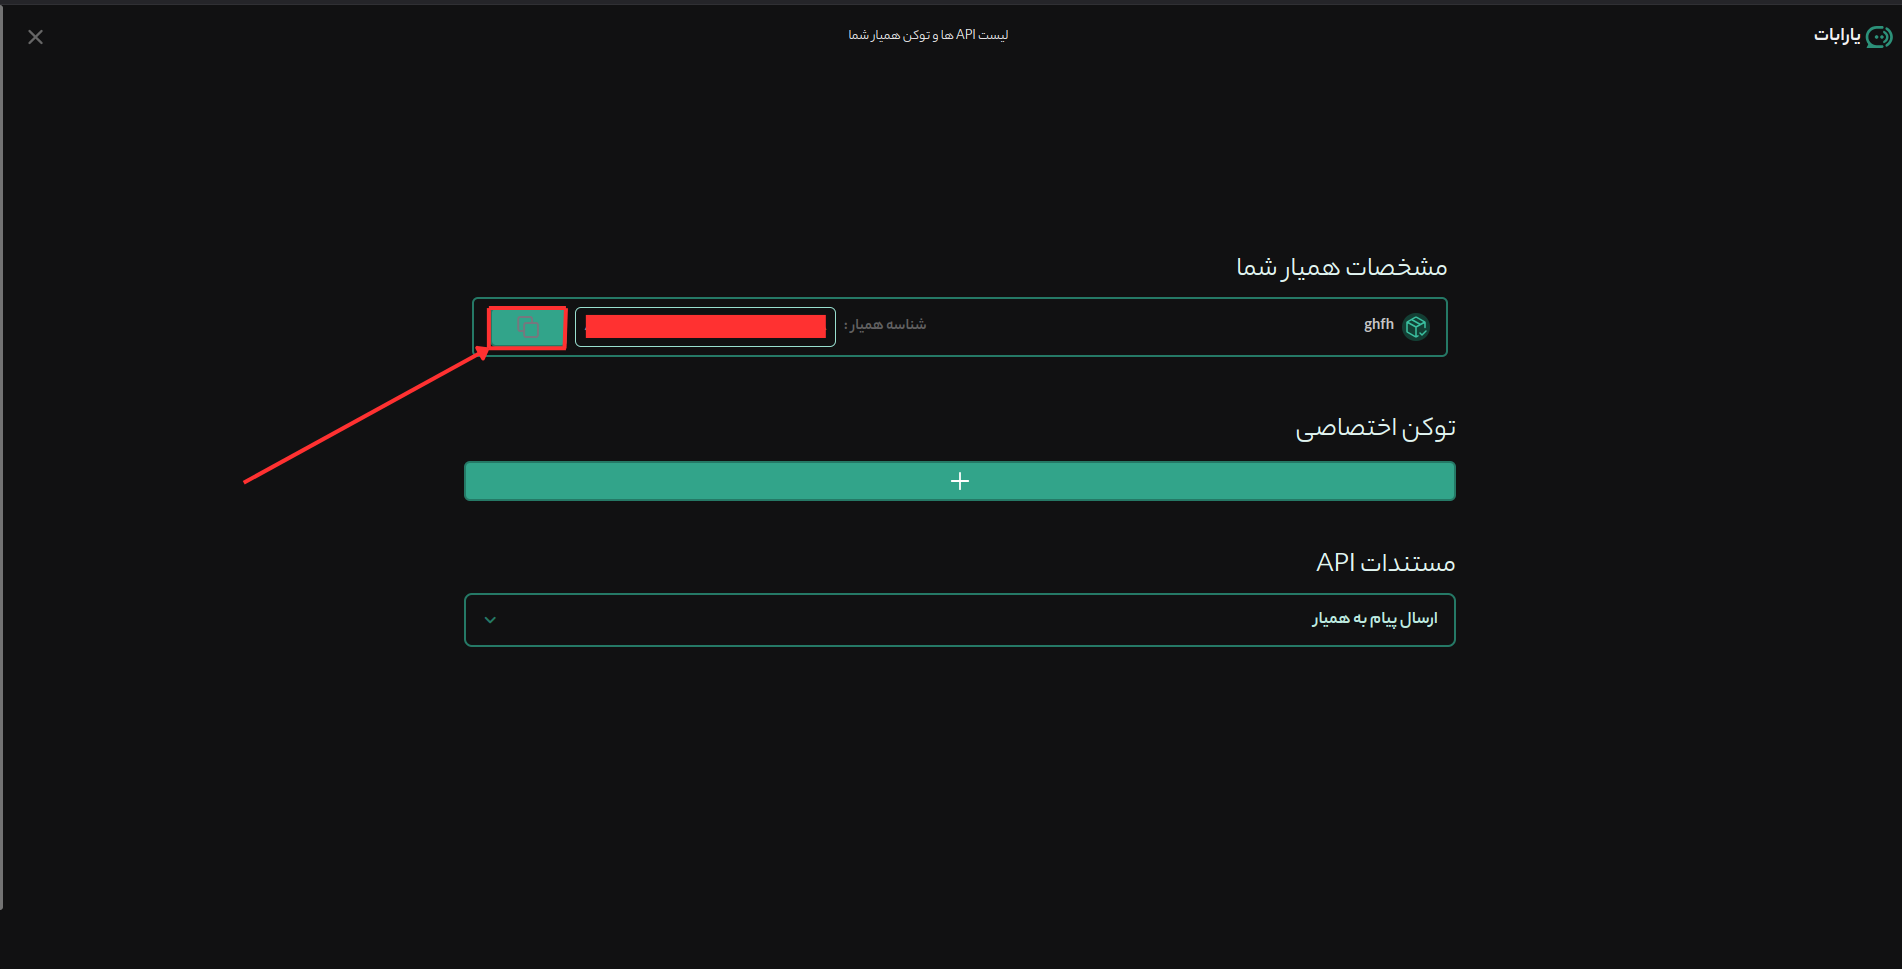 یارابات
لیست API ها و توکن همیار شما
مشخصات همیار شما
ghfh
شناسه همیار :
توکن اختصاصی
مستندات API
ارسال پیام به همیار